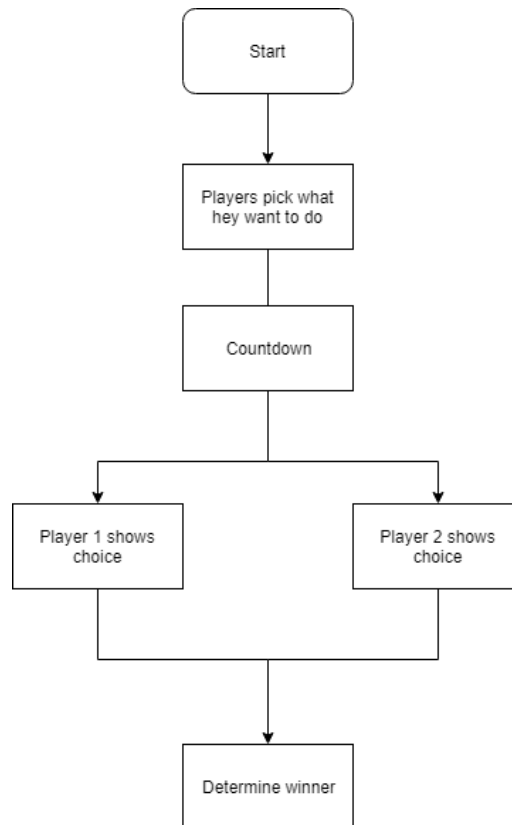 Start
Players pick what
hey want to do
Countdown
Player 1 shows
choice
Player 2 shows
choice
Determine winner